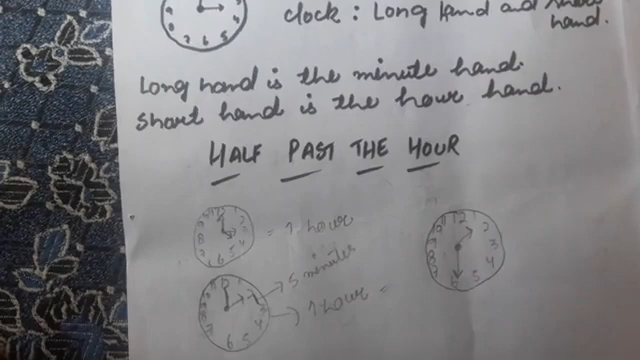 clock : Long hand and short
hand.
Long hand is the minute hand.
Short hand is the hour hand.
HALF PAST THE HOUR
= 1 hour
5 minutes
1 hour =